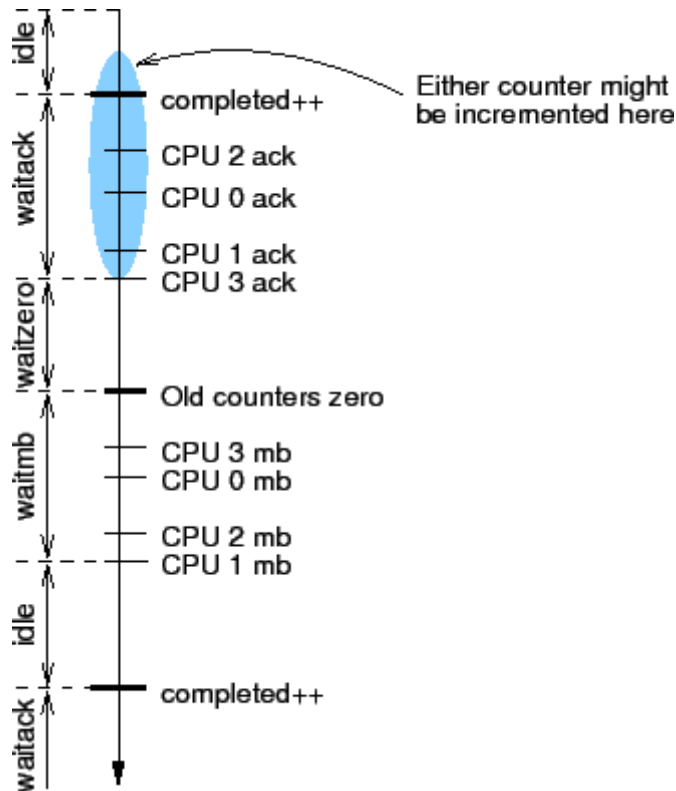 idle
Either counter might
be incremented here
completed++
waitack
CPU 2 ack
CPU 0 ack
CPU 1 ack
CPU 3 ack
waitzero
Old counters zero
waitmb
CPU 3 mb
CPU 0 mb
CPU 2 mb
CPU 1 mb
idle
completed++
waitack